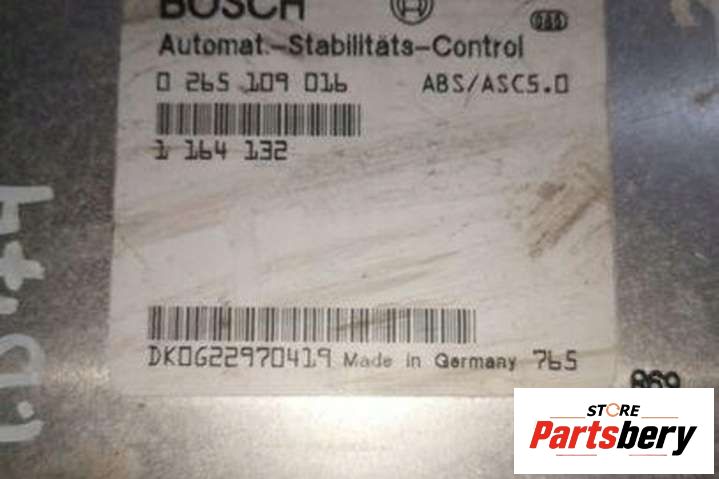 BOSCH
Automat.-Stabilitäts-Control
0 265 109 016 ABS/ASC5.0
1 164 132
DK0G22970419 Made in Germany 765
869
STORE
Partsbery